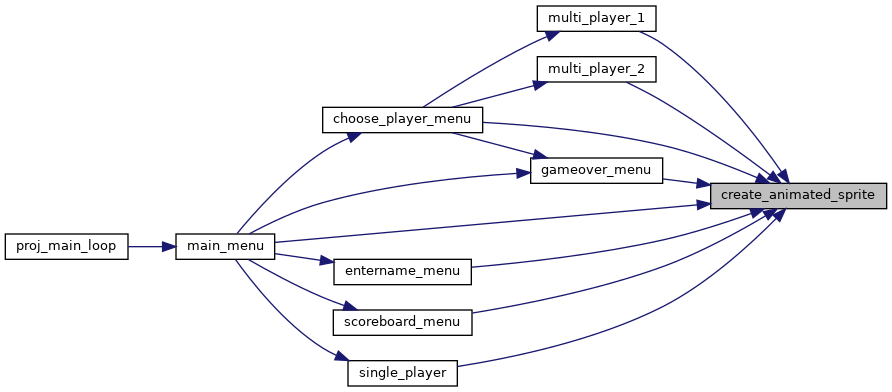 multi_player_1
multi_player_2
choose_player_menu
gameover_menu
create_animated_sprite
proj_main_loop
main_menu
entername_menu
scoreboard_menu
single_player